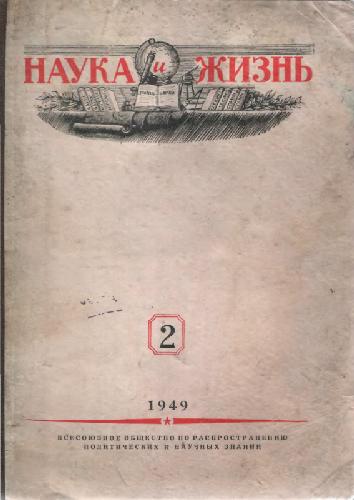 НАУКА и ЖИЗНЬ
2
1949
ВСЕСОЮЗНОЕ ОБЩЕСТВО ПО РАСПРОСТРАНЕНИЮ
ПОЛИТИЧЕСКИХ И НАУЧНЫХ ЗНАНИЙ